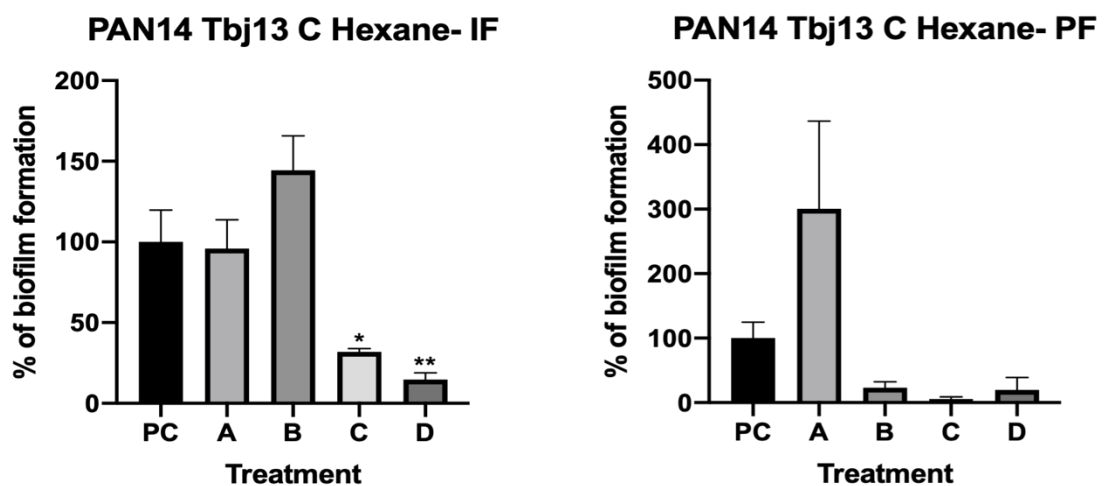 PAN14 Tbj13 C Hexane- IF
% of biofilm formation
200
150
100
50
0
*
**
PC A B C D
Treatment
PAN14 Tbj13 C Hexane- PF
% of biofilm formation
500
400
300
200
100
0
PC A B C D
Treatment